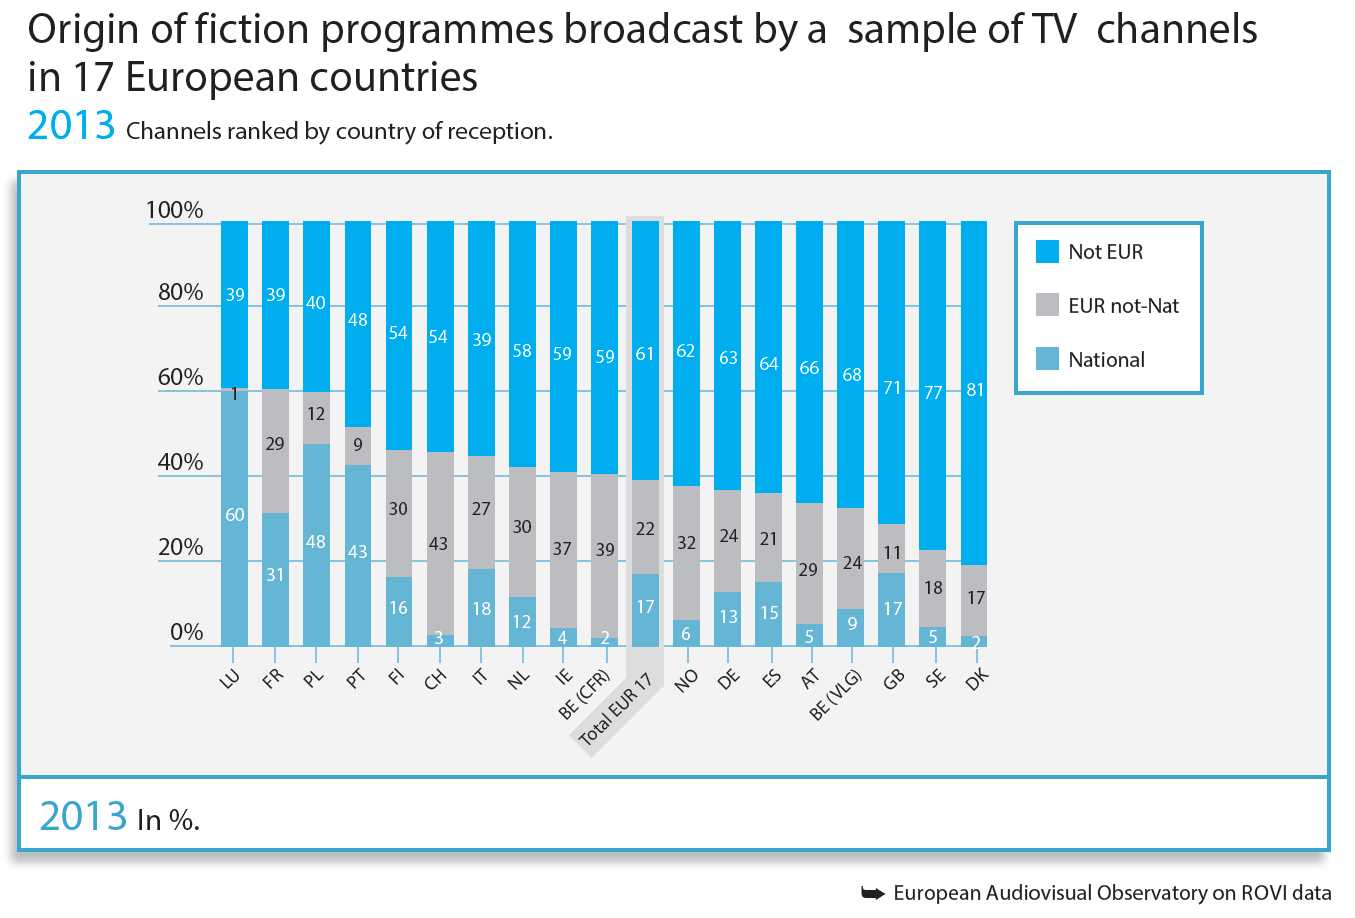 Origin of fiction programmes broadcast by a sample of TV channels
in 17 European countries
2013 Channels ranked by country of reception.
100%
80%
60%
40%
20%
0%
39 39 40 48 54 54 39 58 59 59 61 62 63 64 66 68 71 77 81
1 29 12 9 30 43 27 30 37 39 22 32 24 21 29 24 11 18 17
60 31 48 43 16 3 18 12 4 2 17 6 13 15 5 9 17 5 2
LU FR PL PT FI CH IT NL IE BE (CFR) Total EUR 17 NO DE ES AT BE (VLG) GB SE DK
Not EUR
EUR not-Nat
National
2013 In %.
European Audiovisual Observatory on ROVI data